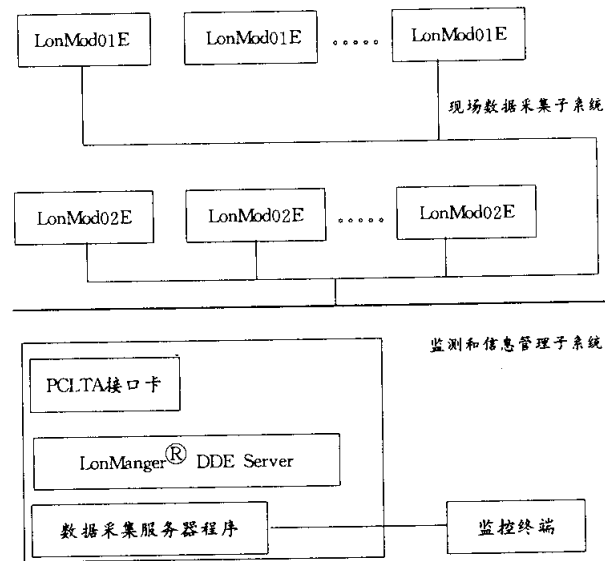 LonMod01E LonMod01E 。。。。。 LonMod01E
现场数据采集子系统
LonMod02E LonMod02E 。。。。。 LonMod02E
监测和信息管理子系统
PCLTA接口卡
LonManger® DDE Server
数据采集服务器程序
监控终端